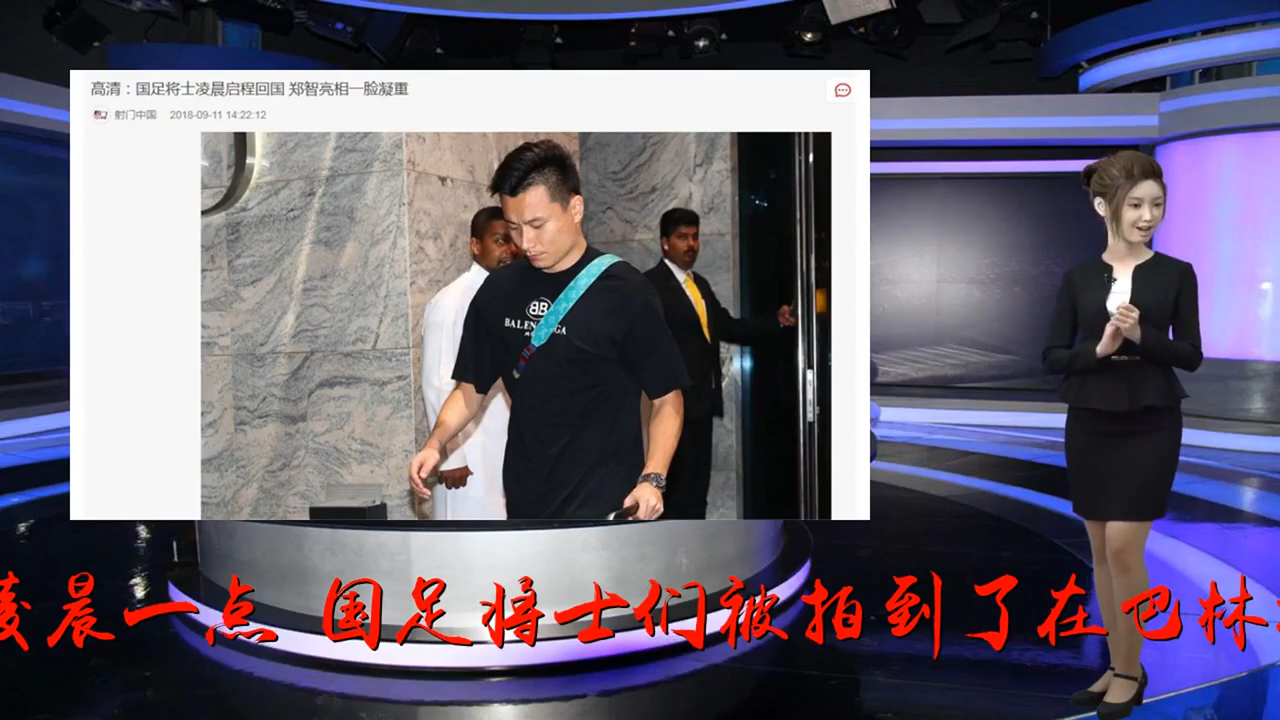 高清：国足将士凌晨启程回国 郑智亮相一脸凝重
射门中国 2018-09-11 14:22:12
BB
凌晨一点 国足将士们被拍到了在巴林